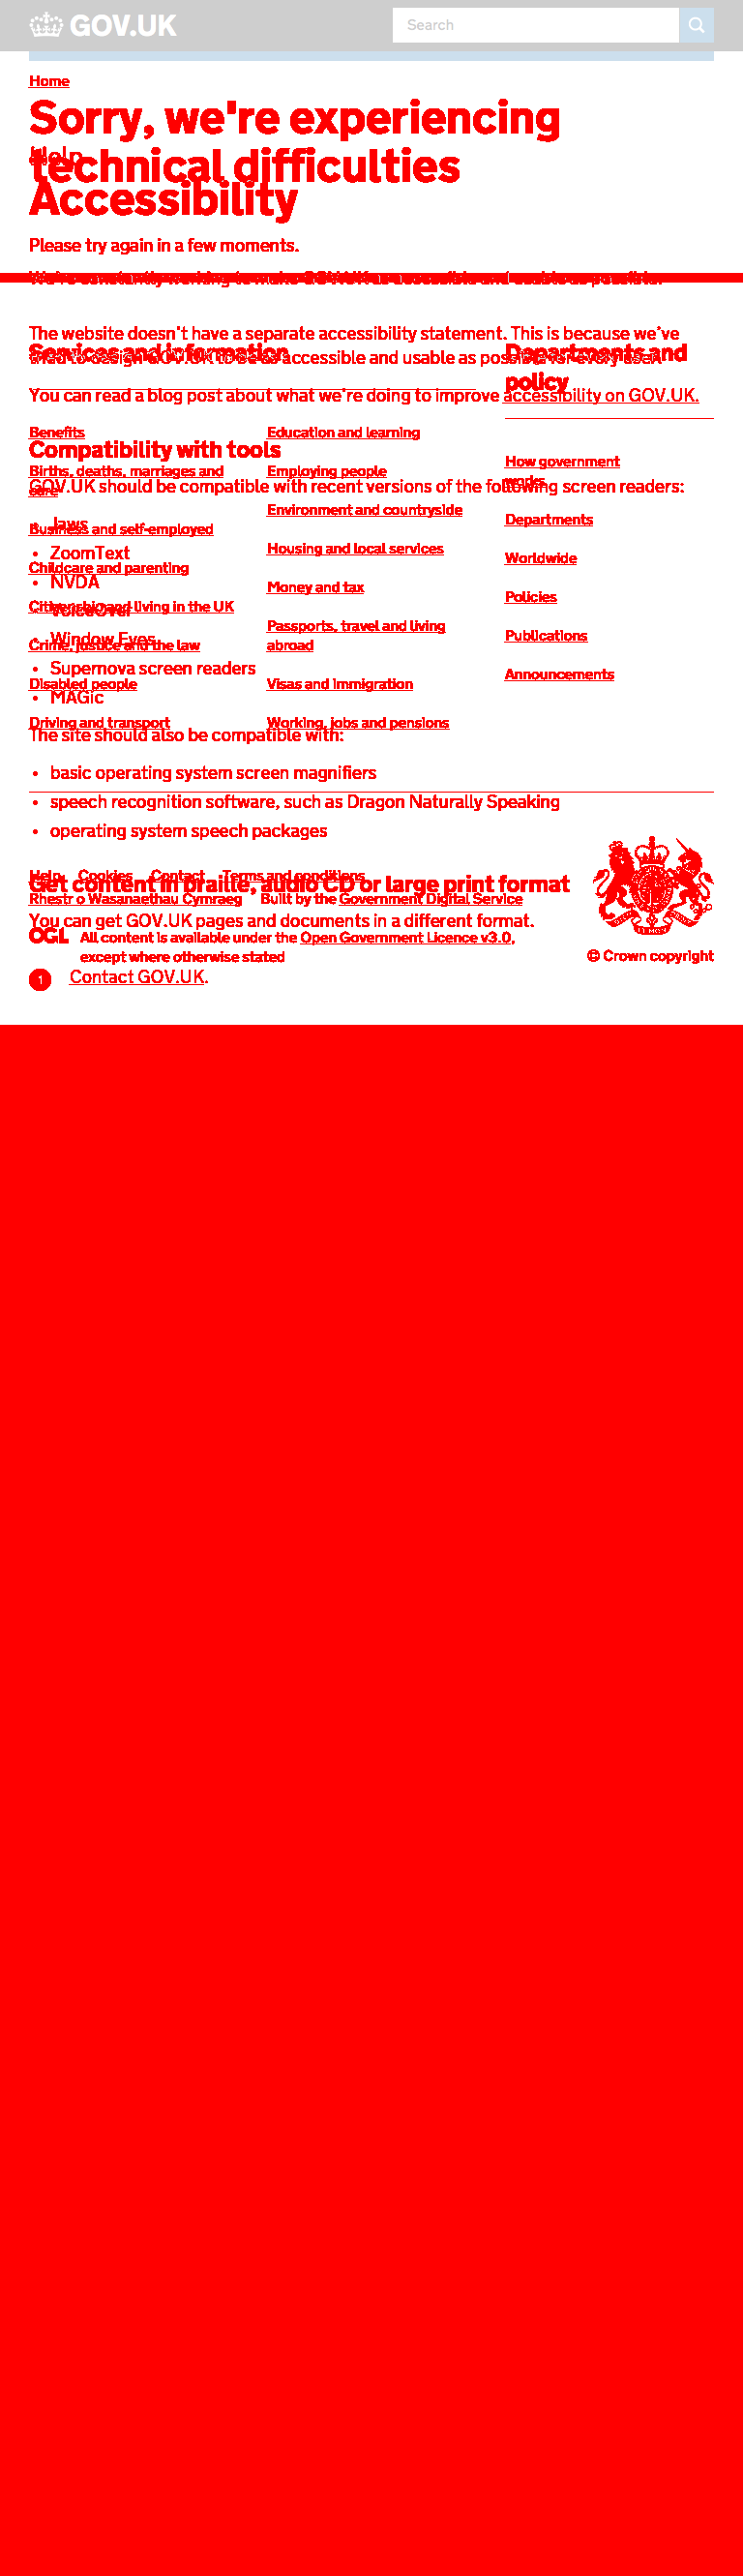 GOV.UK
Search
Home
Sorry, we're experiencing
Help
technical difficulties
Accessibility
Please try again in a few moments.
We're constantly working to make GOV.UK as accessible and usable as possible.
The website doesn't have a separate accessibility statement. This is because we've
Services and information
Departments and
tried to design GOV.UK to be as accessible and usable as possible for every user.
policy
You can read a blog post about what we're doing to improve accessibility on GOV.UK.
Benefits
Education and learning
Compatibility with tools
How government
Births, deaths, marriages and
Employing people
works
GOV.UK should be compatible with recent versions of the following screen readers:
care
Environment and countryside
Departments
Jaws
Business and self-employed
Housing and local services
ZoomText
Worldwide
Childcare and parenting
NVDA
Money and tax
Policies
Citizenship and living in the UK
VoiceOver
Passports, travel and living
Publications
Window Eyes
Crime, justice and the law
abroad
Supernova screen readers
Announcements
Disabled people
Visas and immigration
MAGic
Driving and transport
Working, jobs and pensions
The site should also be compatible with:
basic operating system screen magnifiers
speech recognition software, such as Dragon Naturally Speaking
operating system speech packages
Help Cookies Contact Terms and conditions
Get content in braille, audio CD or large print format
Rhestr o Wasanaethau Cymraeg Built by the Government Digital Service
You can get GOV.UK pages and documents in a different format.
OGL All content is available under the Open Government Licence v3.0,
except where otherwise stated
© Crown copyright
1 Contact GOV.UK.